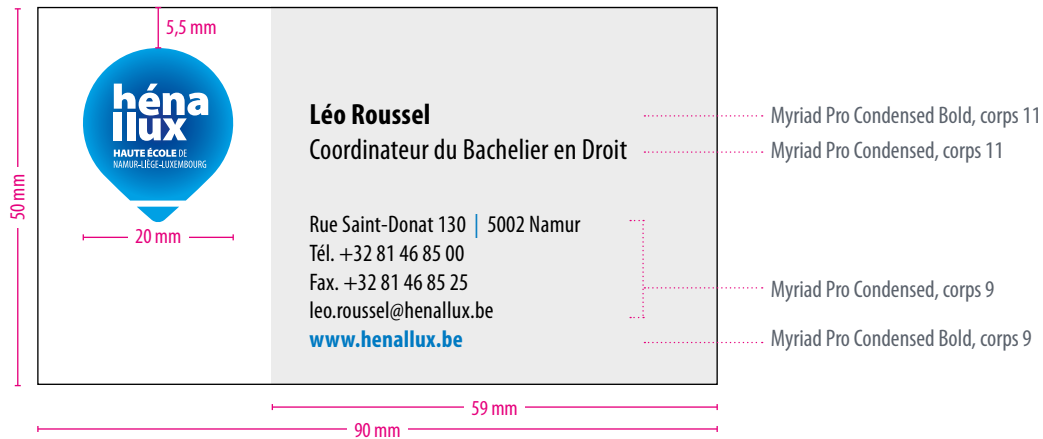 5,5 mm
héna
llux
HAUTE ÉCOLE DE
NAMUR-LIÈGE-LUXEMBOURG
50 mm
20 mm
Léo Roussel
Coordinateur du Bachelier en Droit
Rue Saint-Donat 130 | 5002 Namur
Tél. +32 81 46 85 00
Fax. +32 81 46 85 25
leo.roussel@henallux.be
www.henallux.be
Myriad Pro Condensed Bold, corps 11
Myriad Pro Condensed, corps 11
Myriad Pro Condensed, corps 9
Myriad Pro Condensed Bold, corps 9
59 mm
90 mm